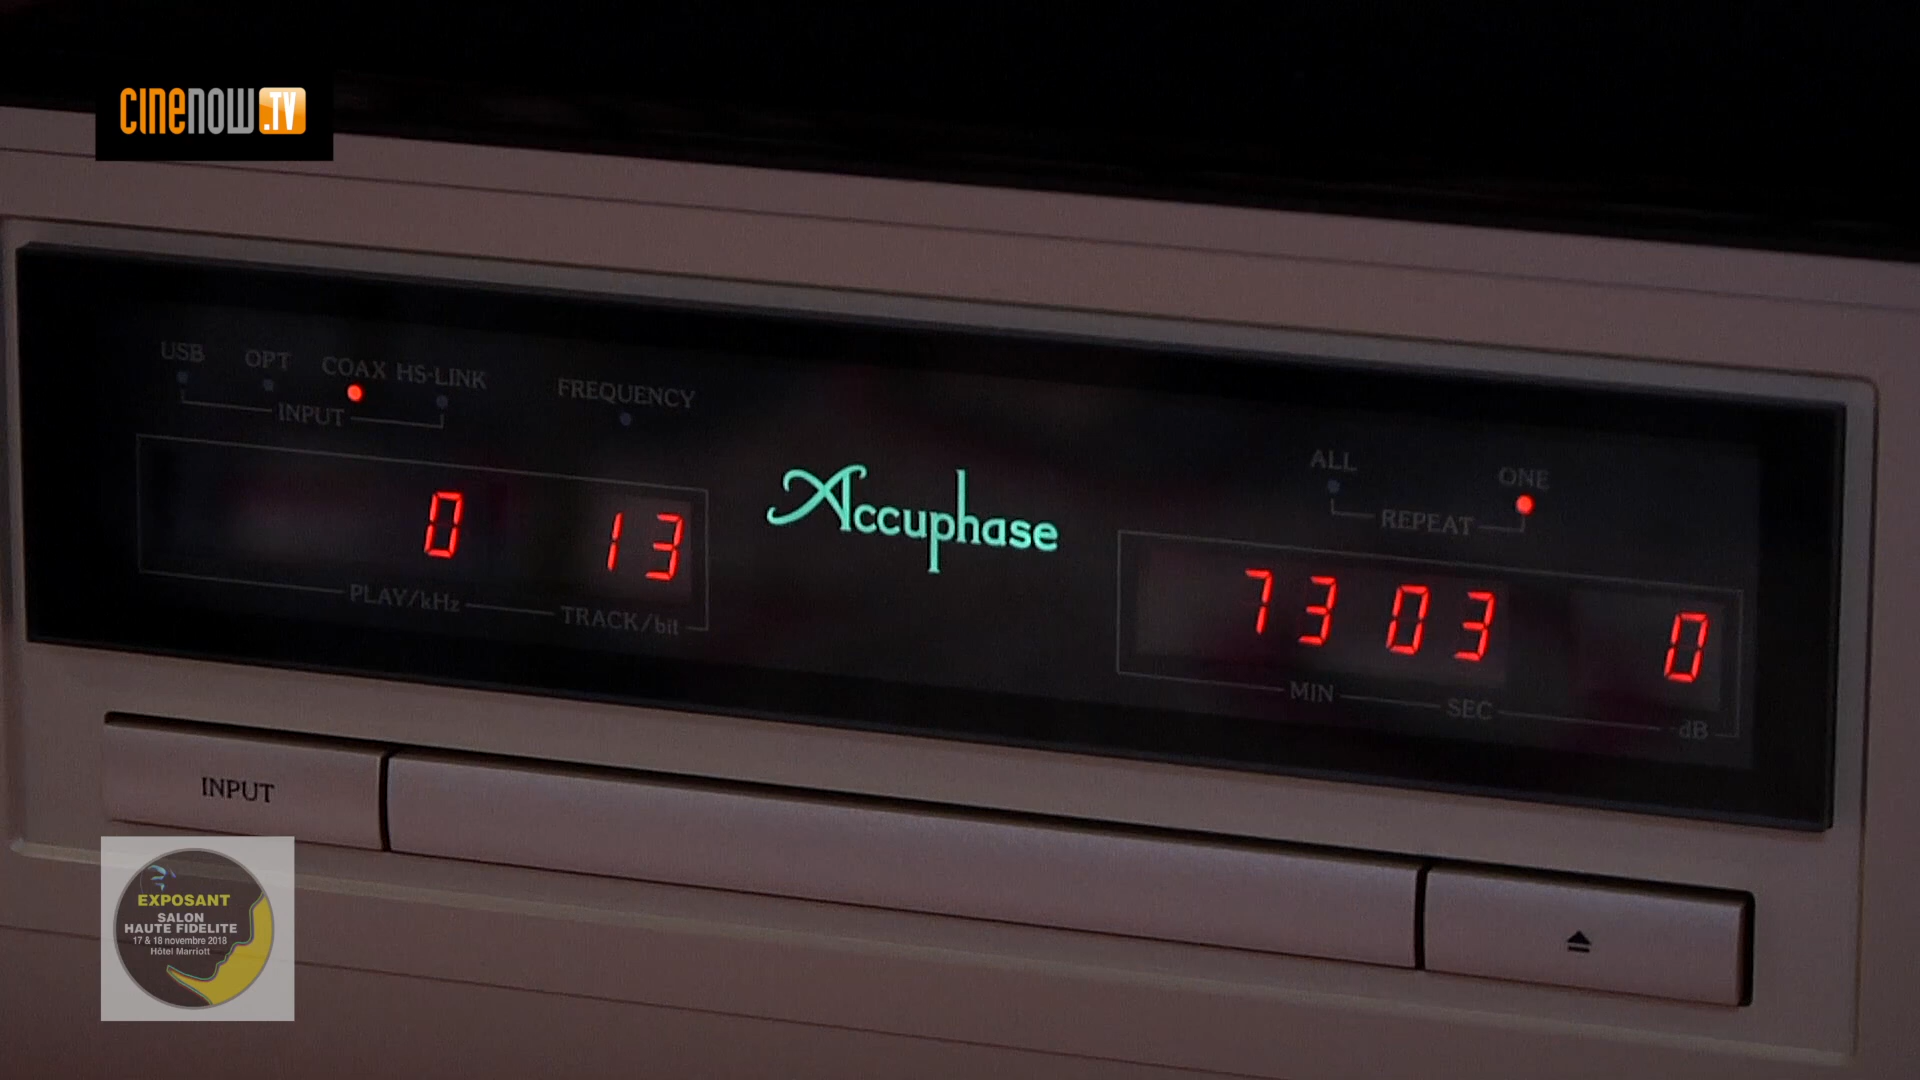 CINENOW.TV
USB OPT COAX HS-LINK
INPUT
FREQUENCY
0 13
PLAY/kHz TRACK/bit
Accuphase
ALL ONE
REPEAT
73 03 0
MIN SEC -dB
INPUT
EXPOSANT
SALON
HAUTE FIDELITE
17 & 18 novembre 2018
Hôtel Marriott